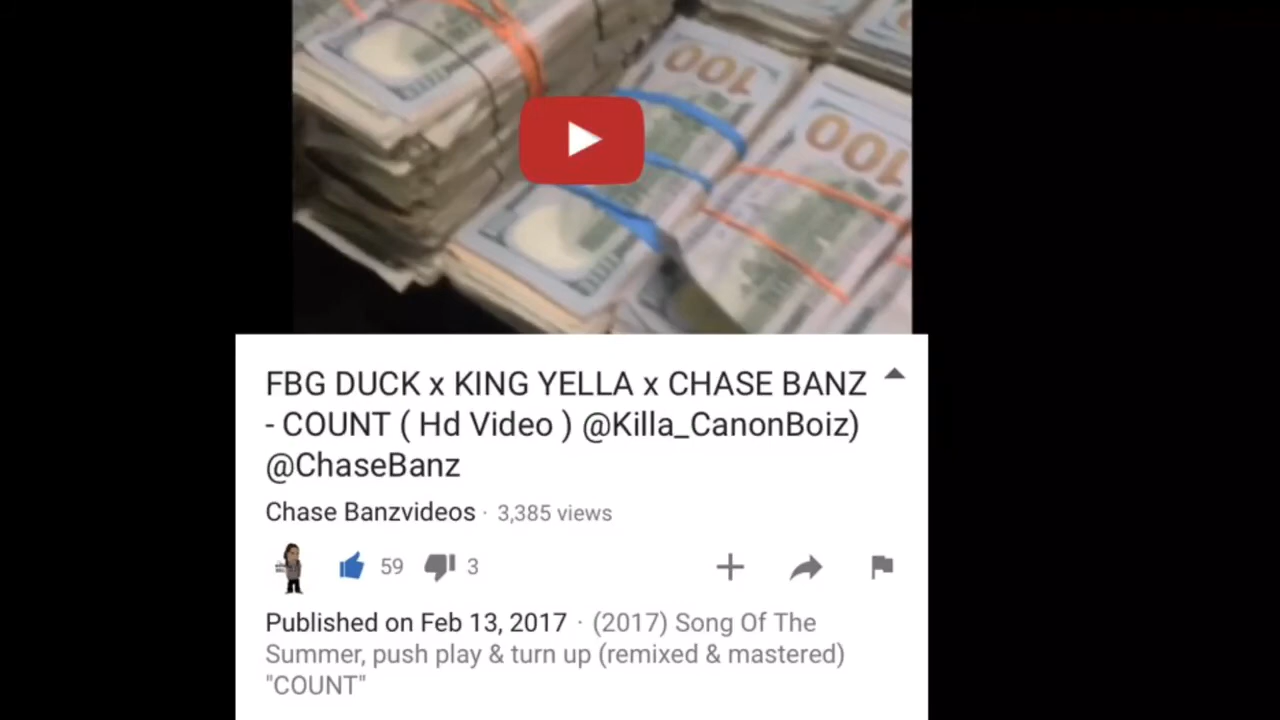 100
100
FBG DUCK x KING YELLA x CHASE BANZ
- COUNT ( Hd Video ) @Killa_CanonBoiz)
@ChaseBanz
Chase Banzvideos · 3,385 views
59 3
Published on Feb 13, 2017 · (2017) Song Of The
Summer, push play & turn up (remixed & mastered)
"COUNT"